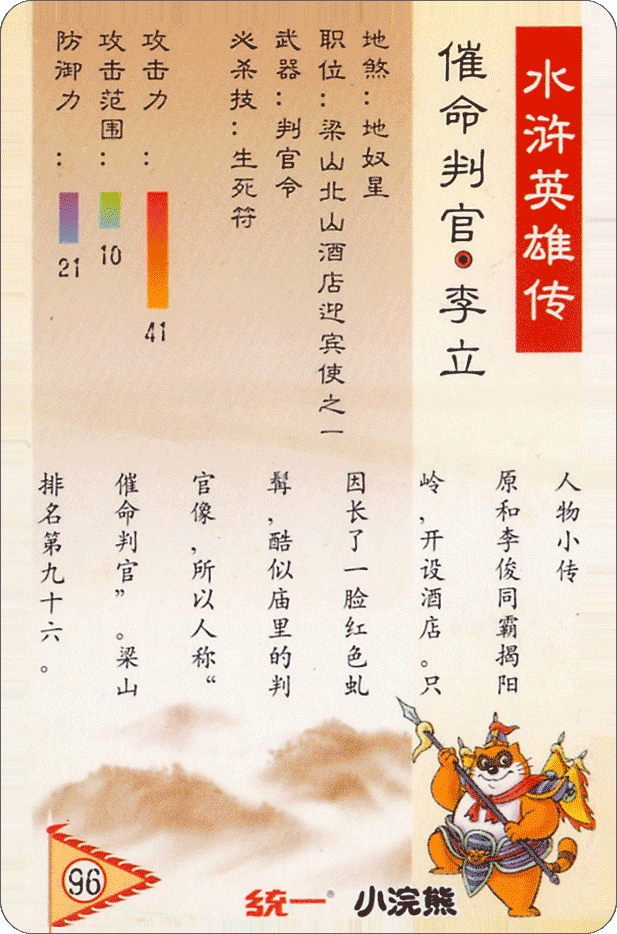 水浒英雄传
催命判官·李立
地煞：地奴星
职位：梁山北山酒店迎宾使之一
武器：判官令
必杀技：生死符
攻击力：
41
攻击范围：
10
防御力：
21
人物小传
原和李俊同霸揭阳
岭，开设酒店。只
因长了一脸红色虬
髯，酷似庙里的判
官像，所以人称“
催命判官”。梁山
排名第九十六。
96
统一® 小浣熊